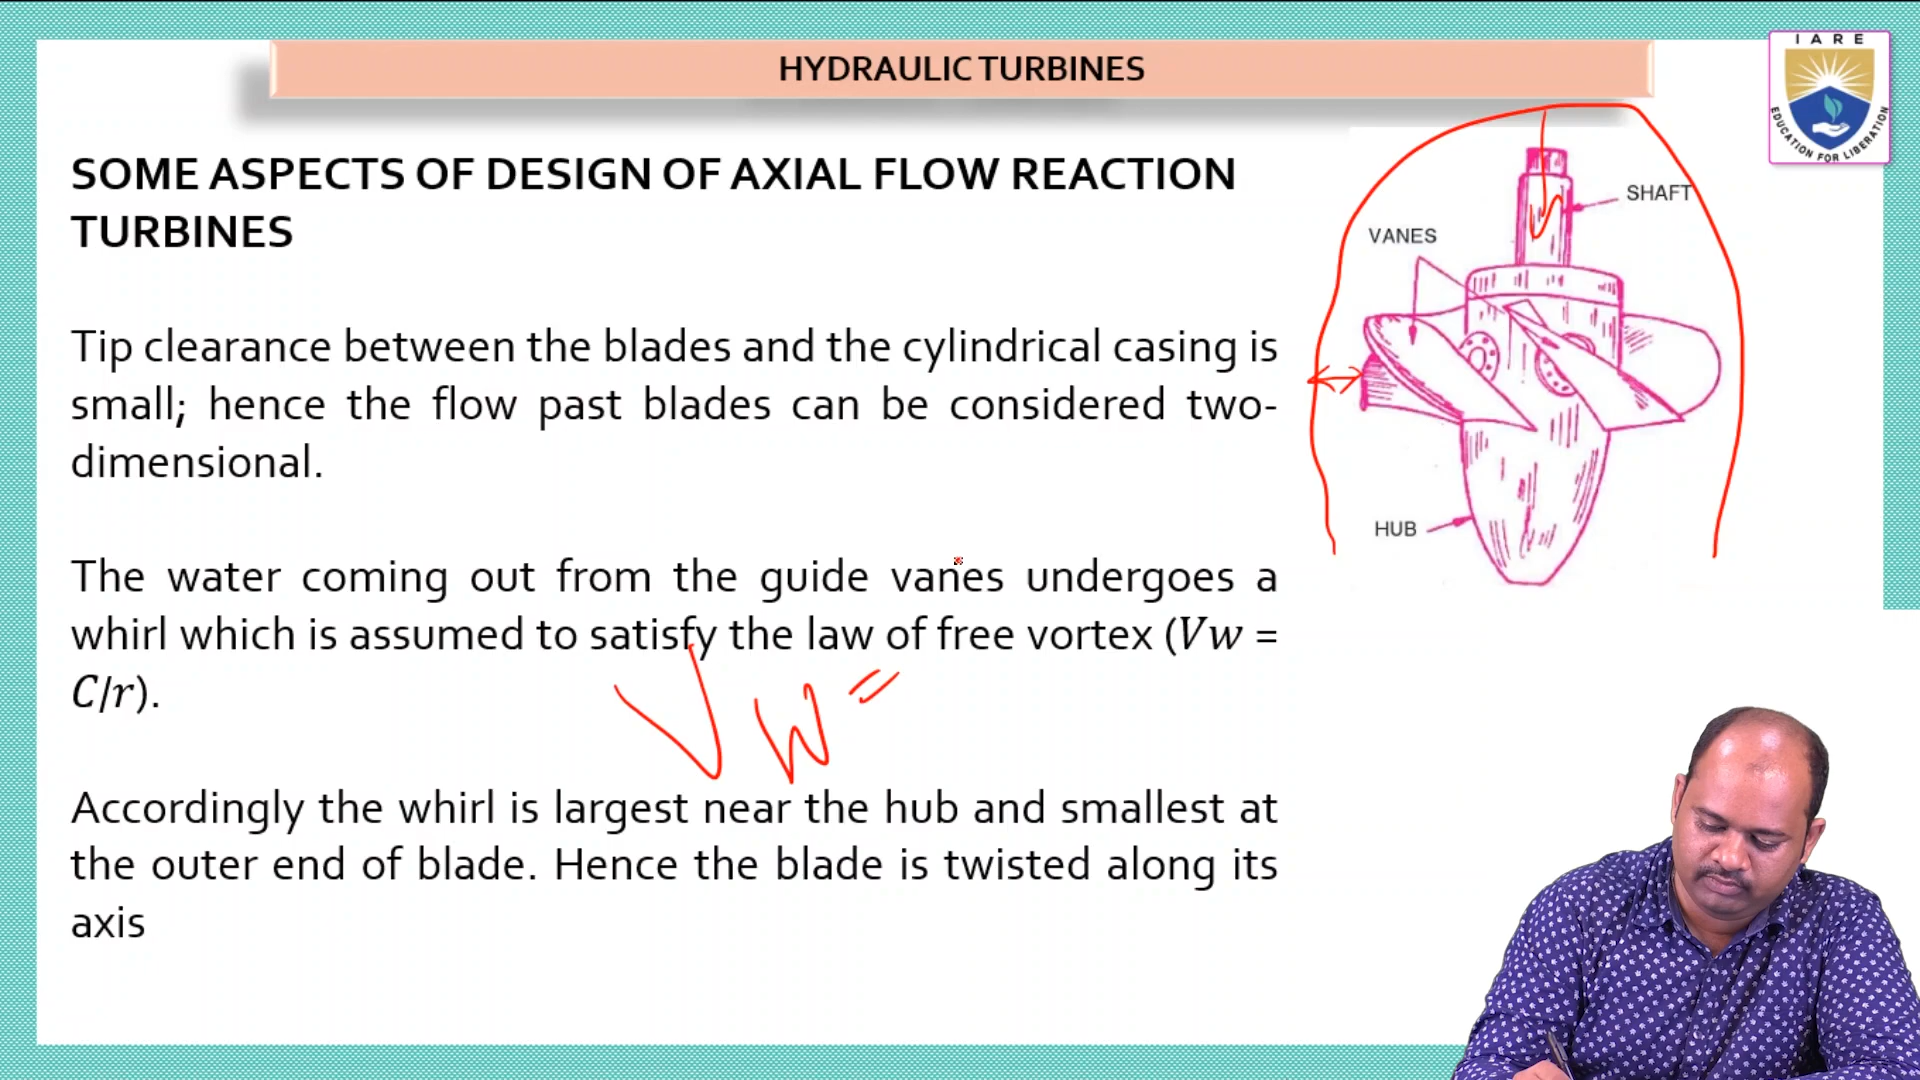 HYDRAULIC TURBINES
I A R E
EDUCATION FOR LIBERATION
SOME ASPECTS OF DESIGN OF AXIAL FLOW REACTION
TURBINES
SHAFT
VANES
Tip clearance between the blades and the cylindrical casing is
small; hence the flow past blades can be considered two-
dimensional.
HUB
The water coming out from the guide vanes undergoes a
whirl which is assumed to satisfy the law of free vortex (Vw =
C/r).
Vw =
Accordingly the whirl is largest near the hub and smallest at
the outer end of blade. Hence the blade is twisted along its
axis